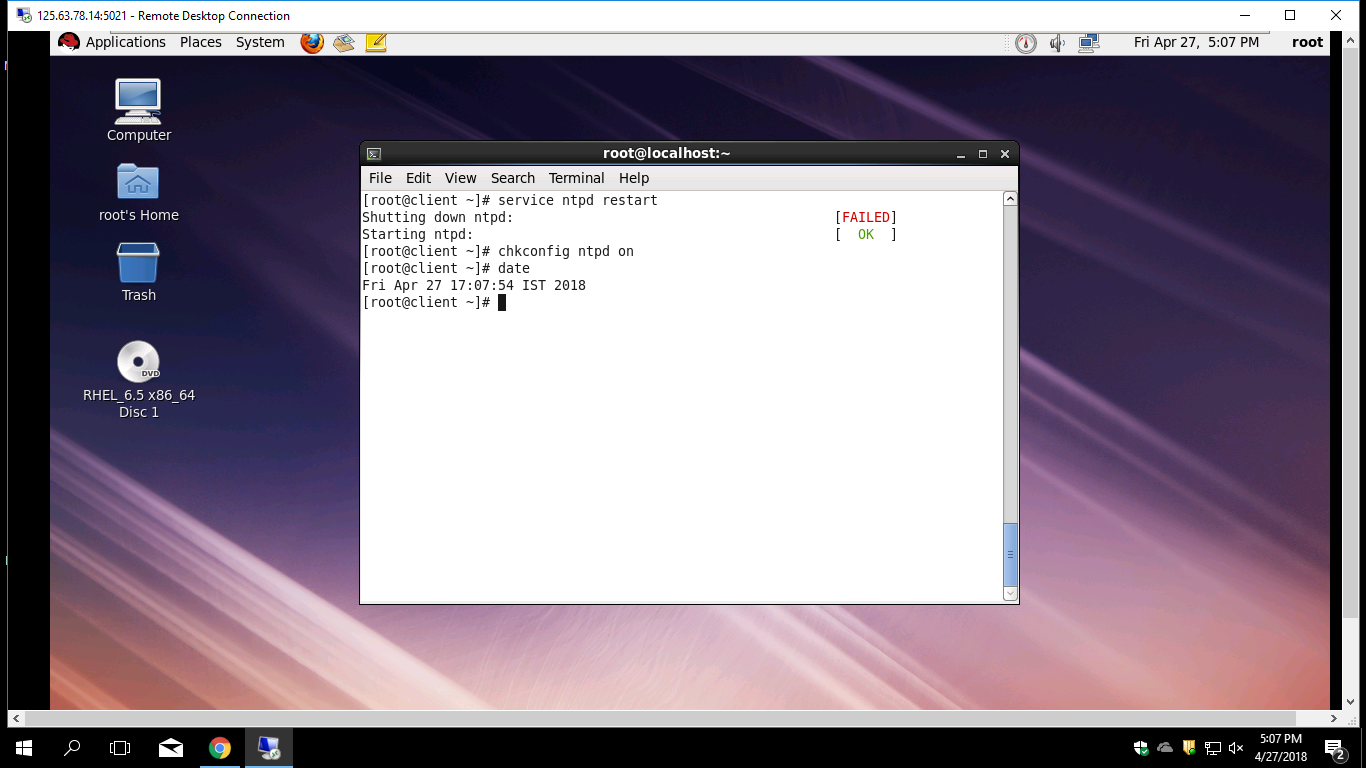 125.63.78.14:5021 - Remote Desktop Connection
Applications Places System Fri Apr 27, 5:07 PM root
Computer
root's Home
Trash
DVD
RHEL_6.5 x86_64
Disc 1
root@localhost:~
File Edit View Search Terminal Help
[root@client ~]# service ntpd restart
Shutting down ntpd: [FAILED]
Starting ntpd: [ OK ]
[root@client ~]# chkconfig ntpd on
[root@client ~]# date
Fri Apr 27 17:07:54 IST 2018
[root@client ~]#
5:07 PM
4/27/2018
2